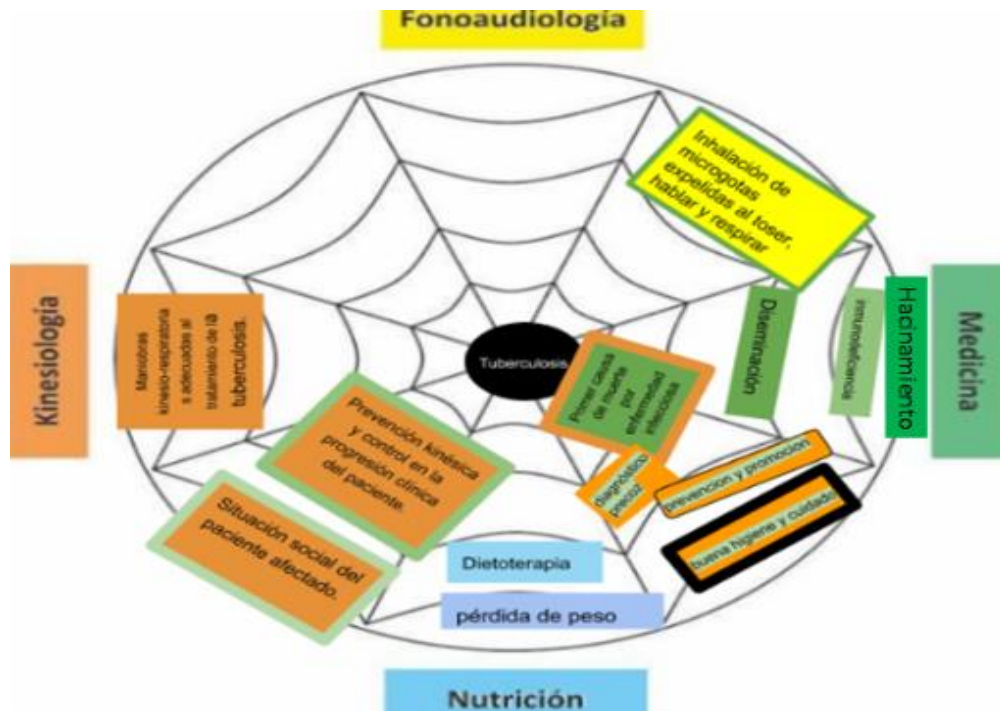 Fonoaudiología
Inhalación de
microgotas
expelidas al toser,
hablar y respirar
Kinesiología
Maniobras
kinesio-respiratoria
s adecuadas al
tratamiento de la
tuberculosis.
Tuberculosis
Primer causa
de muerte
por
enfermedad
infecciosa
Diseminación
inmunodeficiencia
Hacinamiento
Medicina
Prevención kinésica
y control en la
progresión clínica
del paciente.
Situación social del
paciente afectado.
diagnóstico
precoz
prevencion y promocion
buena higiene y cuidado
Dietoterapia
pérdida de peso
Nutrición